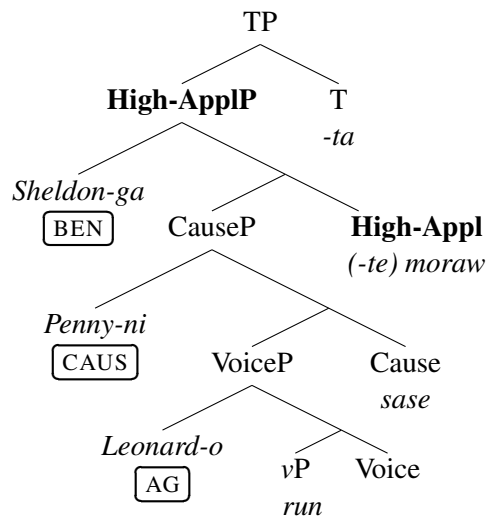 TP
High-ApplP T
-ta
Sheldon-ga
BEN
CauseP High-Appl
(-te) moraw
Penny-ni
CAUS
VoiceP Cause
sase
Leonard-o
AG
vP Voice
run